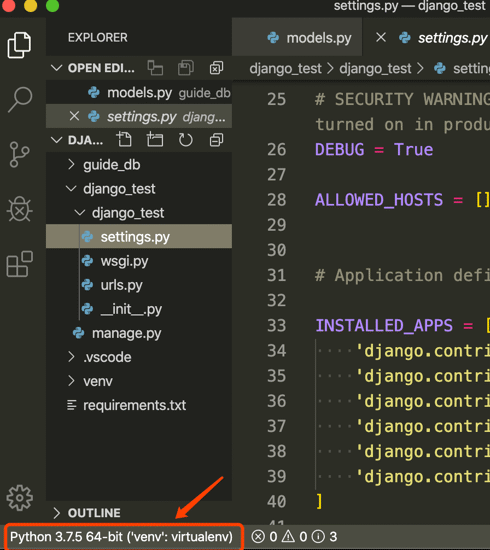 settings.py — django_test
EXPLORER
models.py
settings.py
OPEN EDI...
django_test > django_test > settin
models.py guide_db
settings.py djang...
DJA...
guide_db
django_test
django_test
settings.py
wsgi.py
urls.py
__init__.py
manage.py
.vscode
venv
requirements.txt
OUTLINE
25 # SECURITY WARNING
turned on in produ
26 DEBUG = True
27
28 ALLOWED_HOSTS = []
29
30
31 # Application defi
32
33 INSTALLED_APPS = [
34 'django.contri
35 'django.contri
36 'django.contri
37 'django.contri
38 'django.contri
39 'django.contri
40 ]
41
Python 3.7.5 64-bit ('venv': virtualenv)
0 0 3